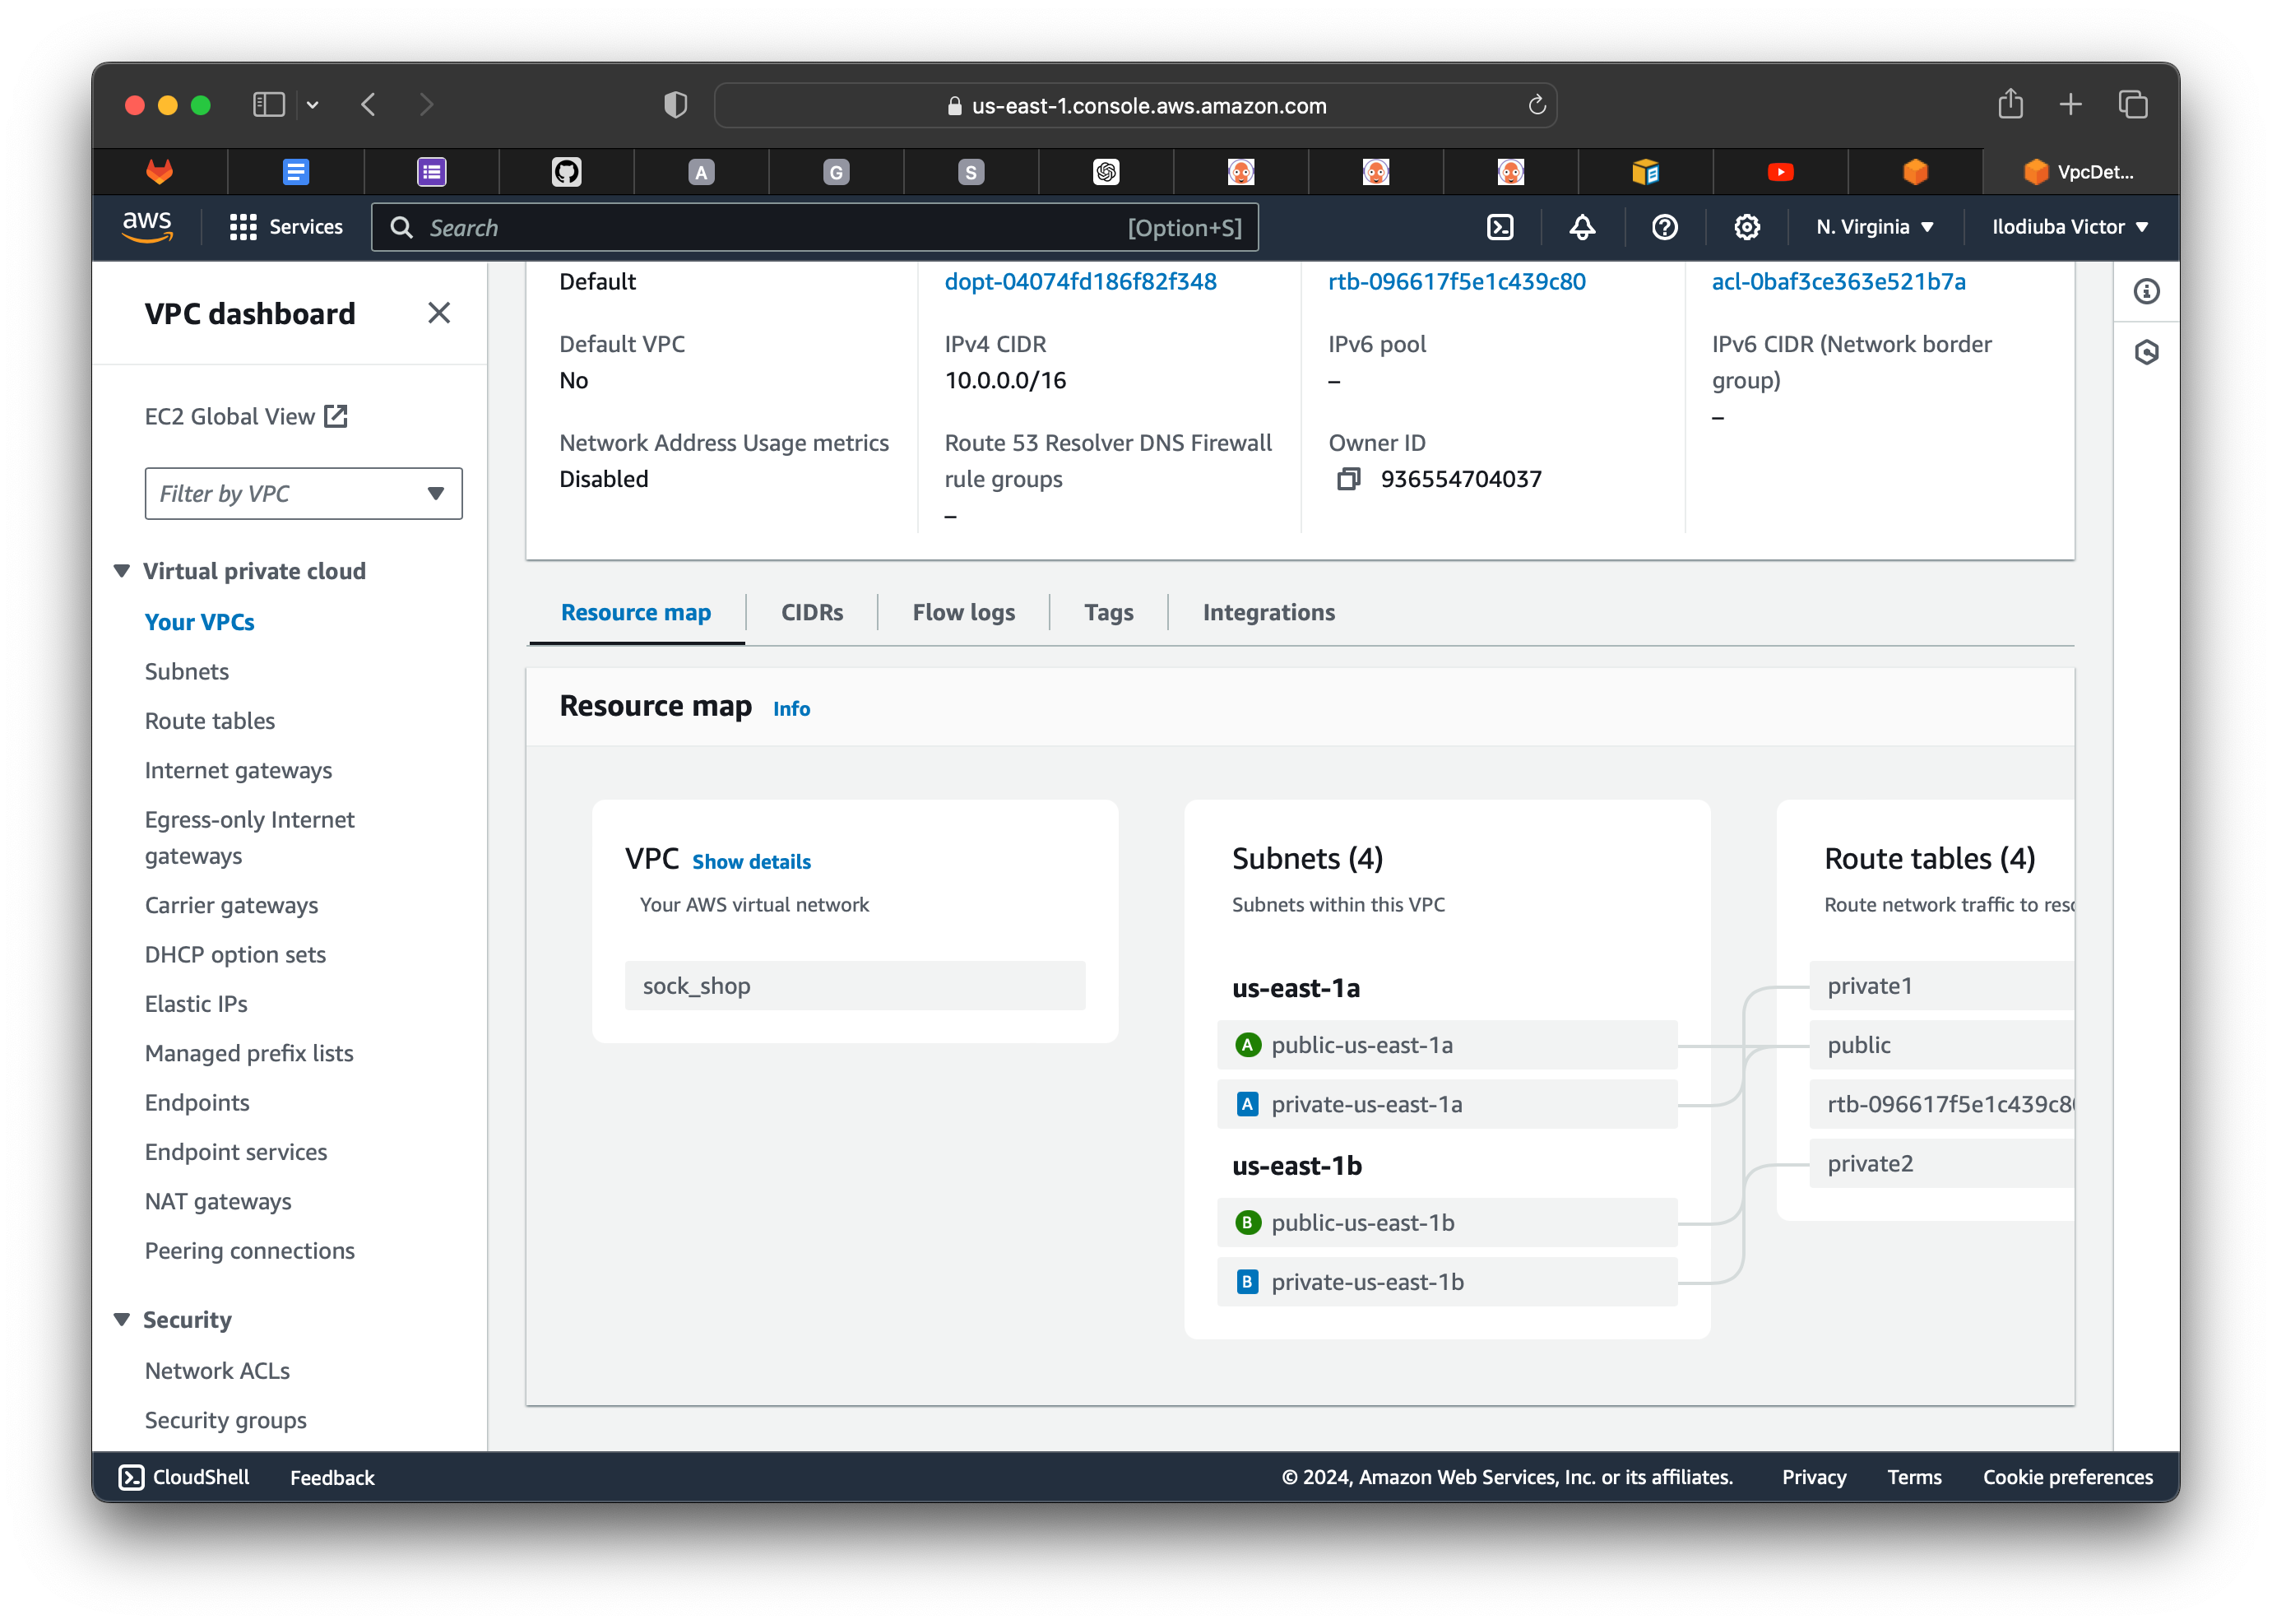 us-east-1.console.aws.amazon.com
A
G
S
VpcDet...
aws
Services
Search
[Option+S]
N. Virginia
Ilodiuba Victor
VPC dashboard
EC2 Global View
Filter by VPC
Virtual private cloud
Your VPCs
Subnets
Route tables
Internet gateways
Egress-only Internet
gateways
Carrier gateways
DHCP option sets
Elastic IPs
Managed prefix lists
Endpoints
Endpoint services
NAT gateways
Peering connections
Security
Network ACLs
Security groups
Default
dopt-04074fd186f82f348
rtb-096617f5e1c439c80
acl-0baf3ce363e521b7a
Default VPC
No
IPv4 CIDR
10.0.0.0/16
IPv6 pool
–
IPv6 CIDR (Network border
group)
–
Network Address Usage metrics
Disabled
Route 53 Resolver DNS Firewall
rule groups
–
Owner ID
936554704037
Resource map
CIDRs
Flow logs
Tags
Integrations
Resource map Info
VPC Show details
Your AWS virtual network
sock_shop
Subnets (4)
Subnets within this VPC
us-east-1a
A public-us-east-1a
A private-us-east-1a
us-east-1b
B public-us-east-1b
B private-us-east-1b
Route tables (4)
Route network traffic to
private1
public
rtb-096617f5e1c439c8
private2
CloudShell
Feedback
© 2024, Amazon Web Services, Inc. or its affiliates.
Privacy
Terms
Cookie preferences